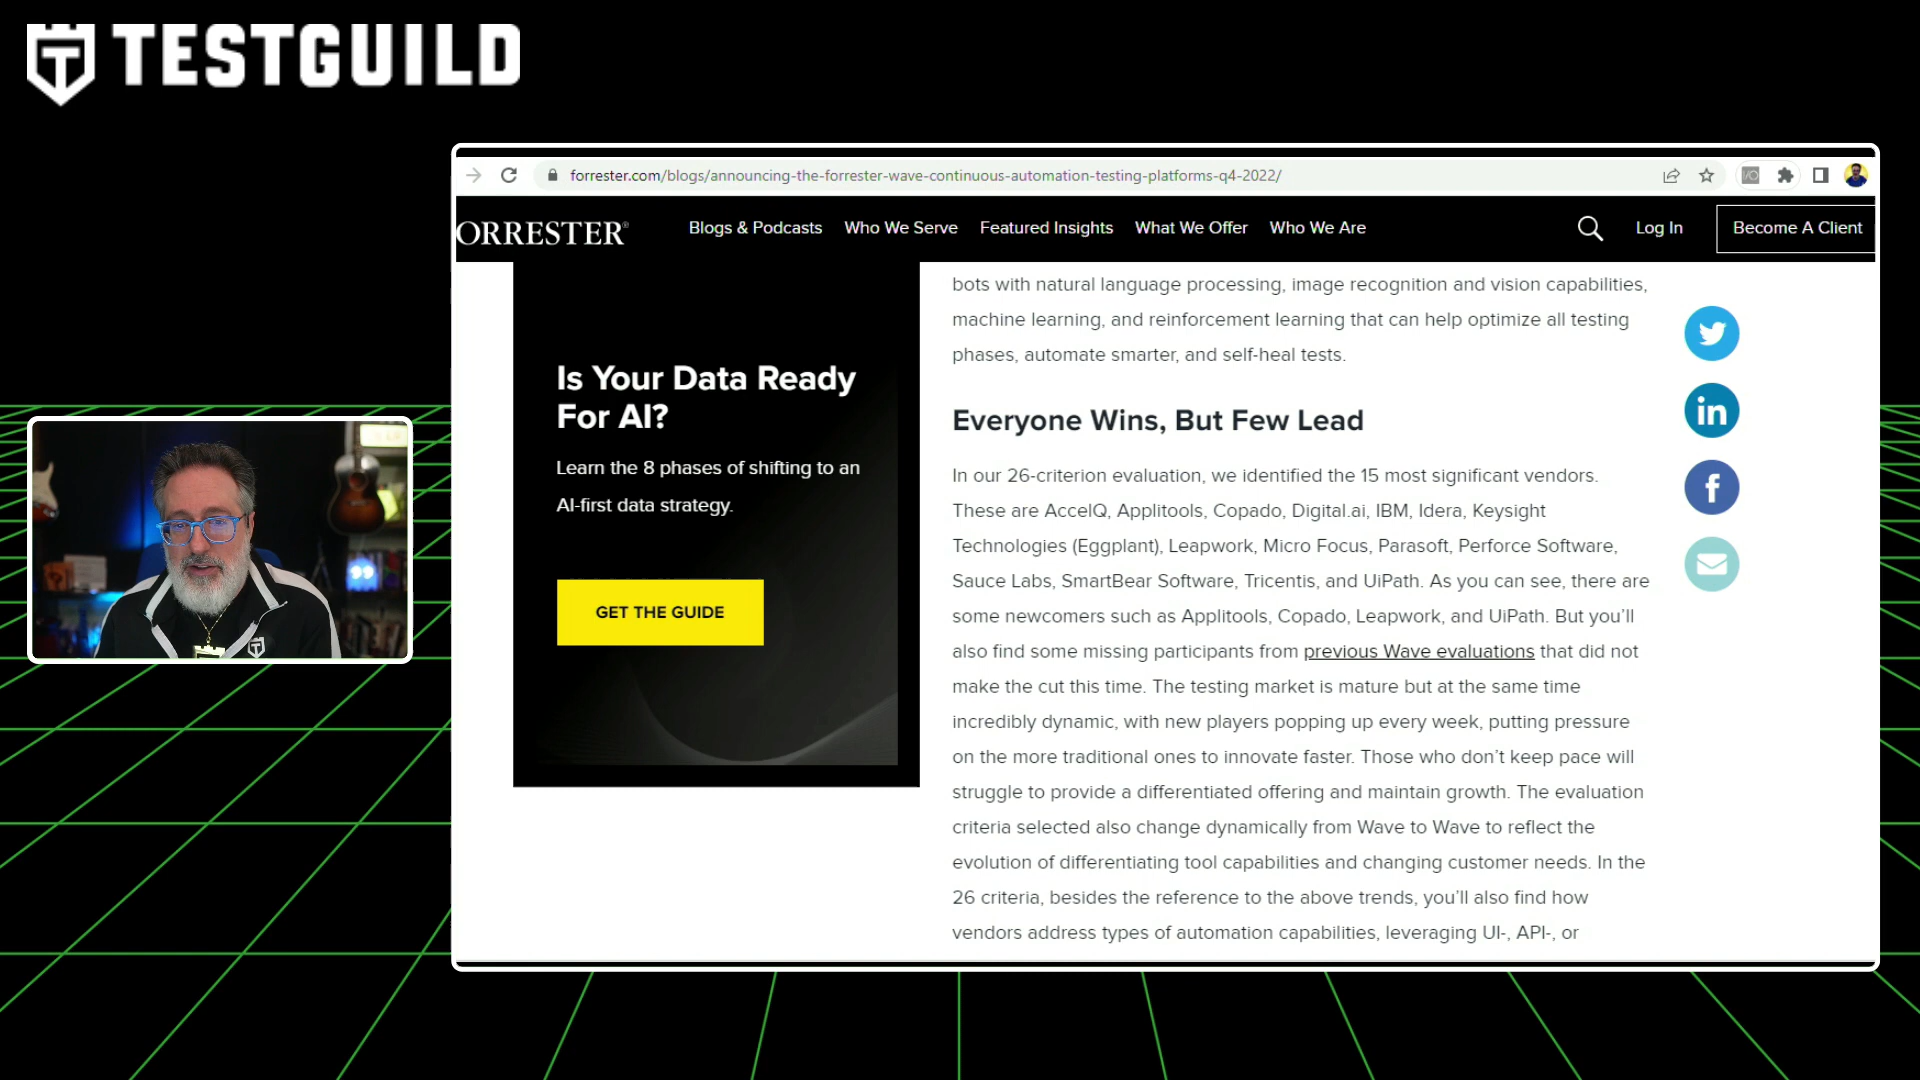 TESTGUILD
forrester.com/blogs/announcing-the-forrester-wave-continuous-automation-testing-platforms-q4-2022/
ORRESTER®
Blogs & Podcasts
Who We Serve
Featured Insights
What We Offer
Who We Are
Log In
Become A Client
Is Your Data Ready
For AI?
Learn the 8 phases of shifting to an
AI-first data strategy.
GET THE GUIDE
bots with natural language processing, image recognition and vision capabilities,
machine learning, and reinforcement learning that can help optimize all testing
phases, automate smarter, and self-heal tests.
Everyone Wins, But Few Lead
In our 26-criterion evaluation, we identified the 15 most significant vendors.
These are AccelQ, Applitools, Copado, Digital.ai, IBM, Idera, Keysight
Technologies (Eggplant), Leapwork, Micro Focus, Parasoft, Perforce Software,
Sauce Labs, SmartBear Software, Tricentis, and UiPath. As you can see, there are
some newcomers such as Applitools, Copado, Leapwork, and UiPath. But you’ll
also find some missing participants from previous Wave evaluations that did not
make the cut this time. The testing market is mature but at the same time
incredibly dynamic, with new players popping up every week, putting pressure
on the more traditional ones to innovate faster. Those who don’t keep pace will
struggle to provide a differentiated offering and maintain growth. The evaluation
criteria selected also change dynamically from Wave to Wave to reflect the
evolution of differentiating tool capabilities and changing customer needs. In the
26 criteria, besides the reference to the above trends, you’ll also find how
vendors address types of automation capabilities, leveraging UI-, API-, or